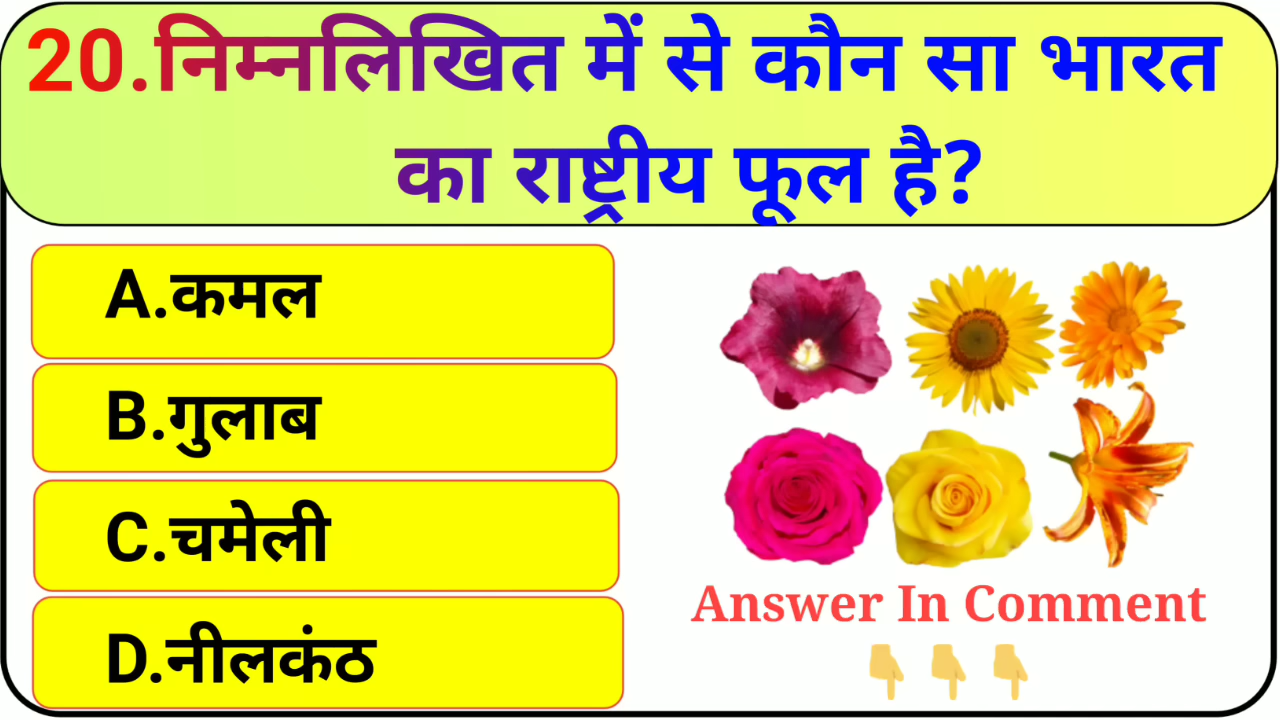 20.निम्नलिखित में से कौन सा भारत
का राष्ट्रीय फूल है?
A.कमल
B.गुलाब
C.चमेली
D.नीलकंठ
Answer In Comment